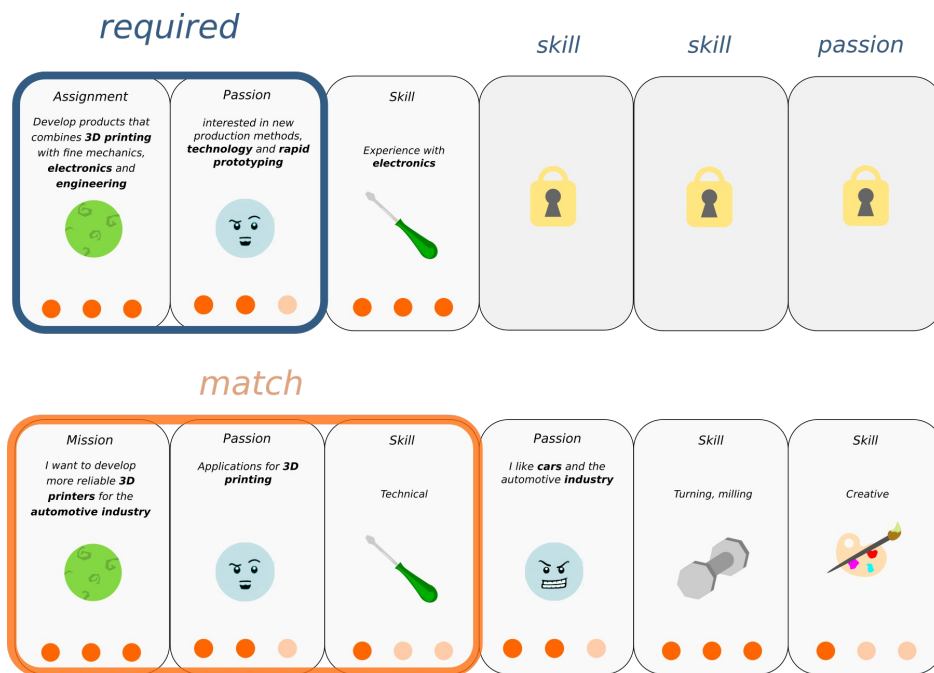 required
skill
skill
passion
Assignment
Develop products that
combines 3D printing
with fine mechanics,
electronics and
engineering
Passion
interested in new
production methods,
technology and rapid
prototyping
Skill
Experience with
electronics
match
Mission
I want to develop
more reliable 3D
printers for the
automotive industry
Passion
Applications for 3D
printing
Skill
Technical
Passion
I like cars and the
automotive industry
Skill
Turning, milling
Skill
Creative